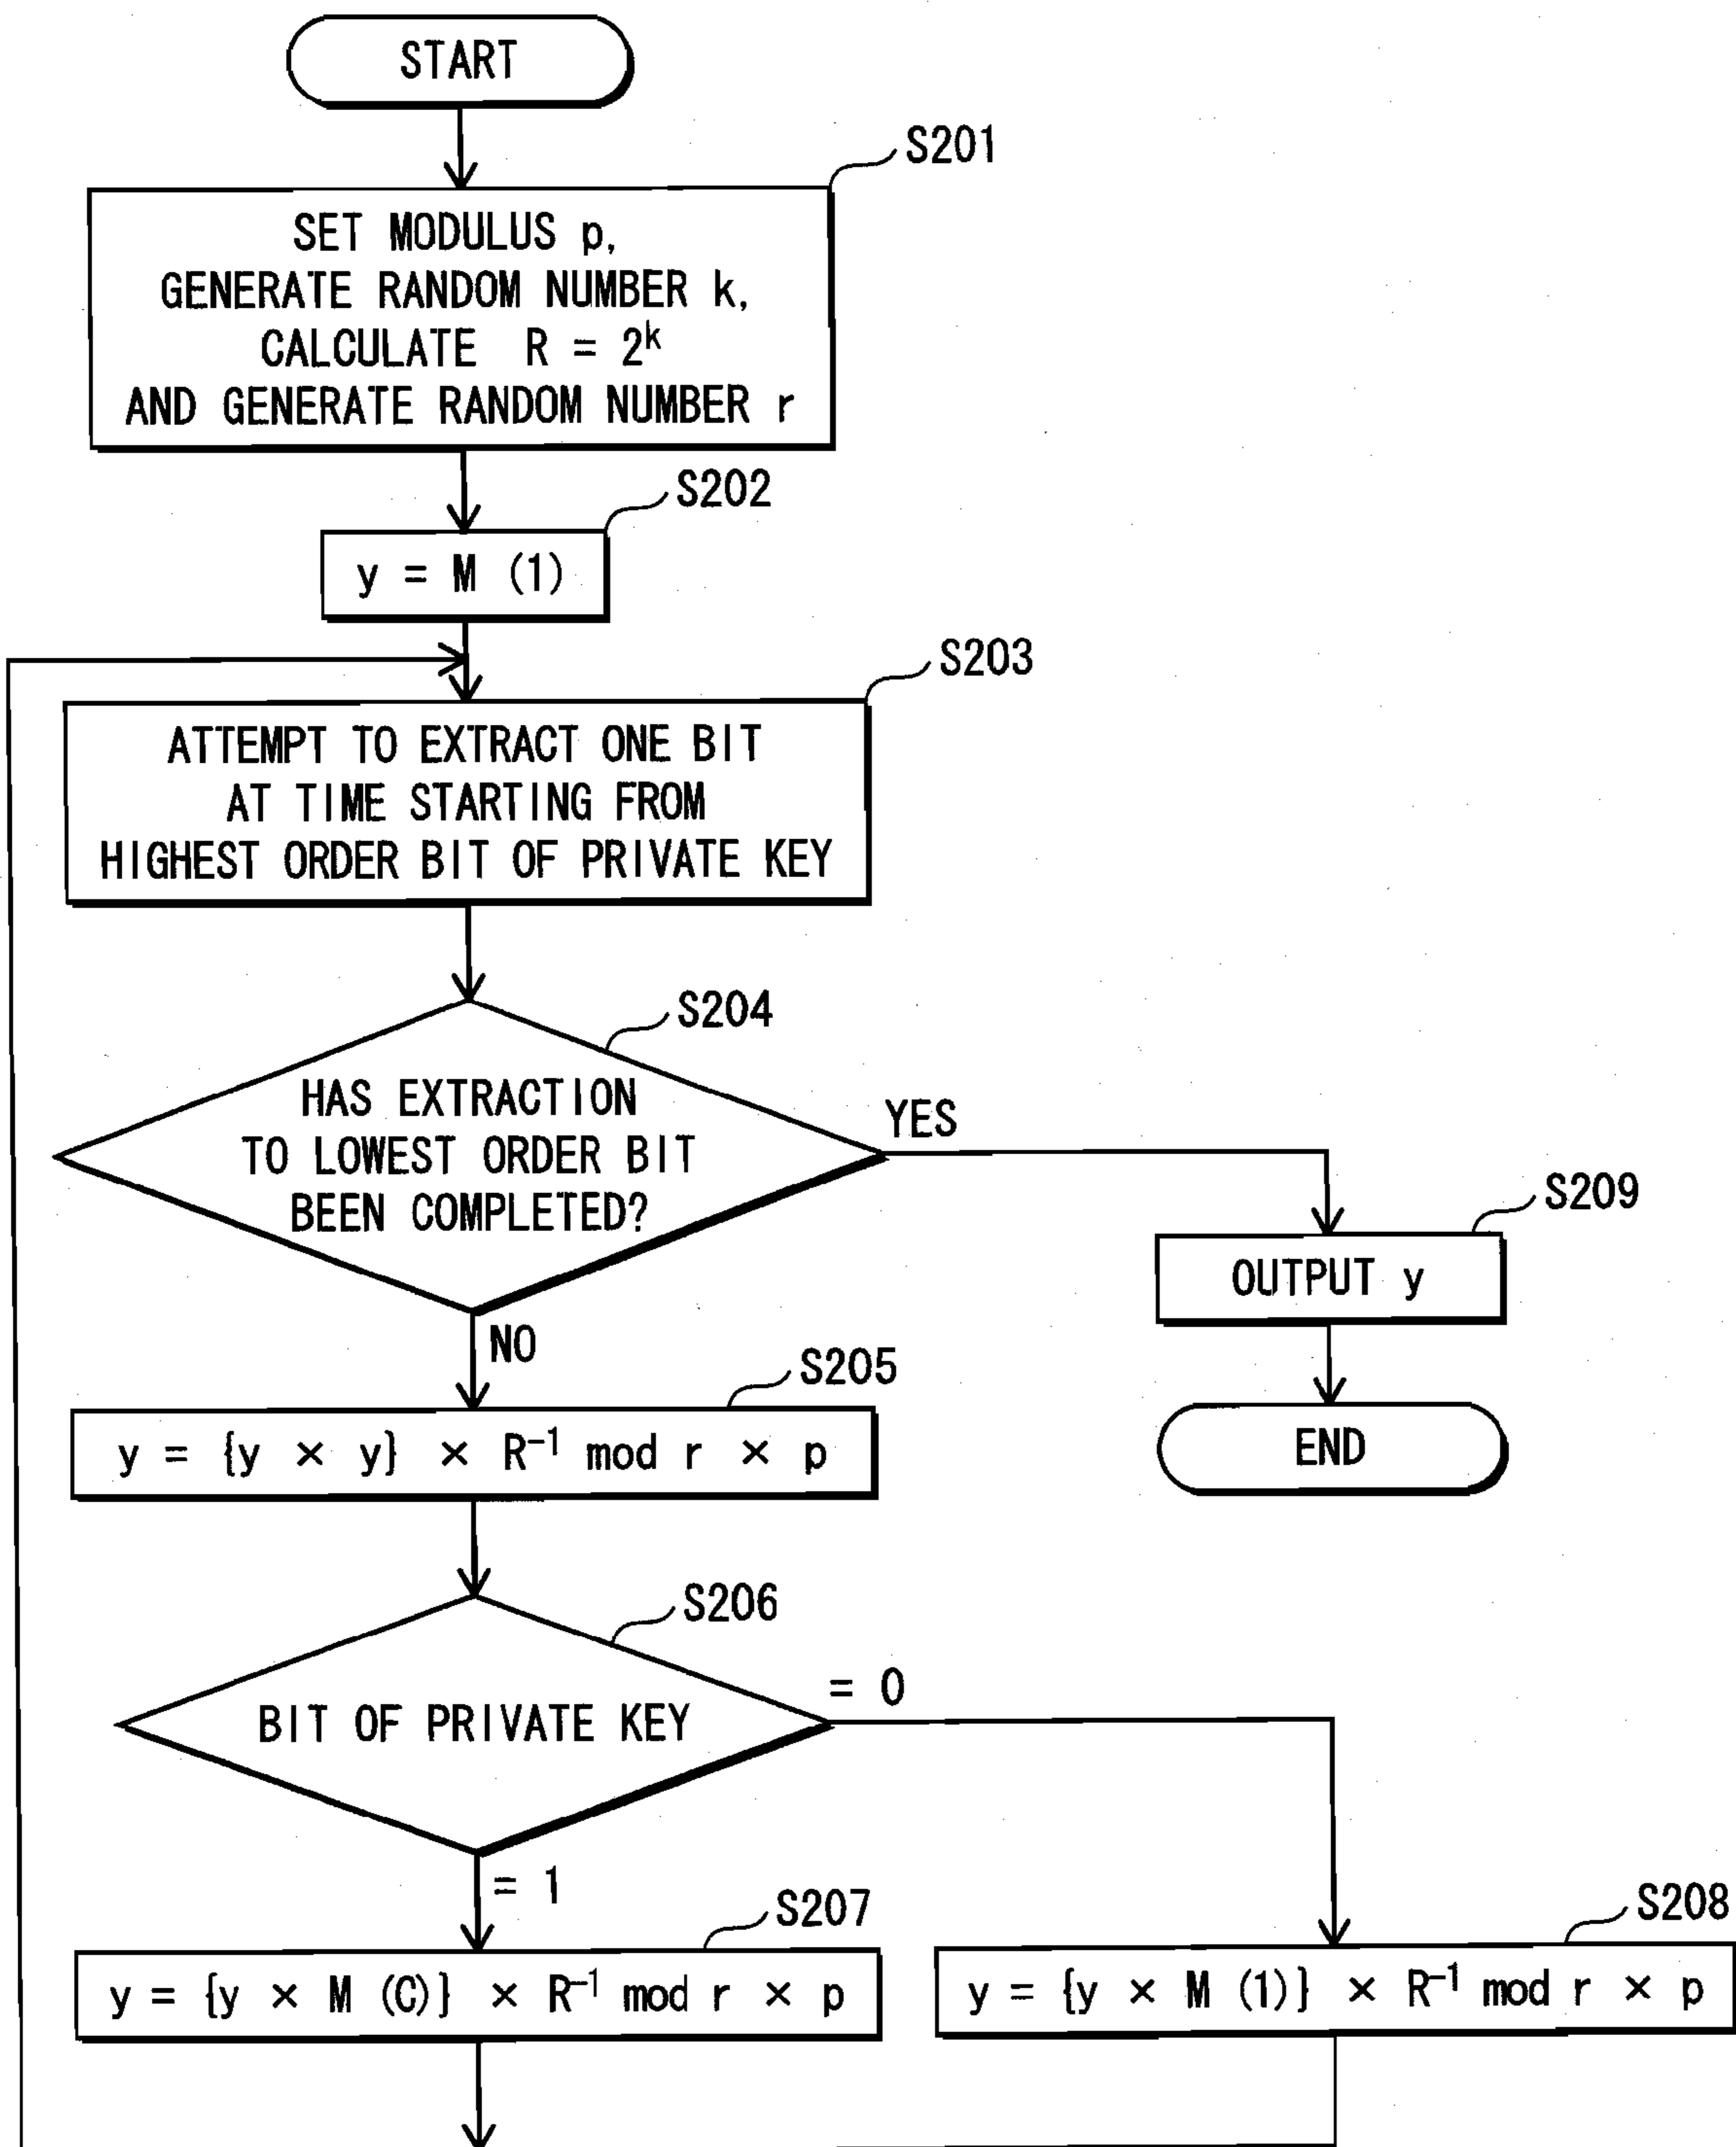 START
S201
SET MODULUS p,
GENERATE RANDOM NUMBER k,
CALCULATE R = 2^k
AND GENERATE RANDOM NUMBER r
S202
y = M (1)
S203
ATTEMPT TO EXTRACT ONE BIT
AT TIME STARTING FROM
HIGHEST ORDER BIT OF PRIVATE KEY
S204
HAS EXTRACTION
TO LOWEST ORDER BIT
BEEN COMPLETED?
YES
S209
OUTPUT y
END
NO
S205
y = {y × y} × R⁻¹ mod r × p
S206
BIT OF PRIVATE KEY
= 0
= 1
S207
y = {y × M (C)} × R⁻¹ mod r × p
S208
y = {y × M (1)} × R⁻¹ mod r × p